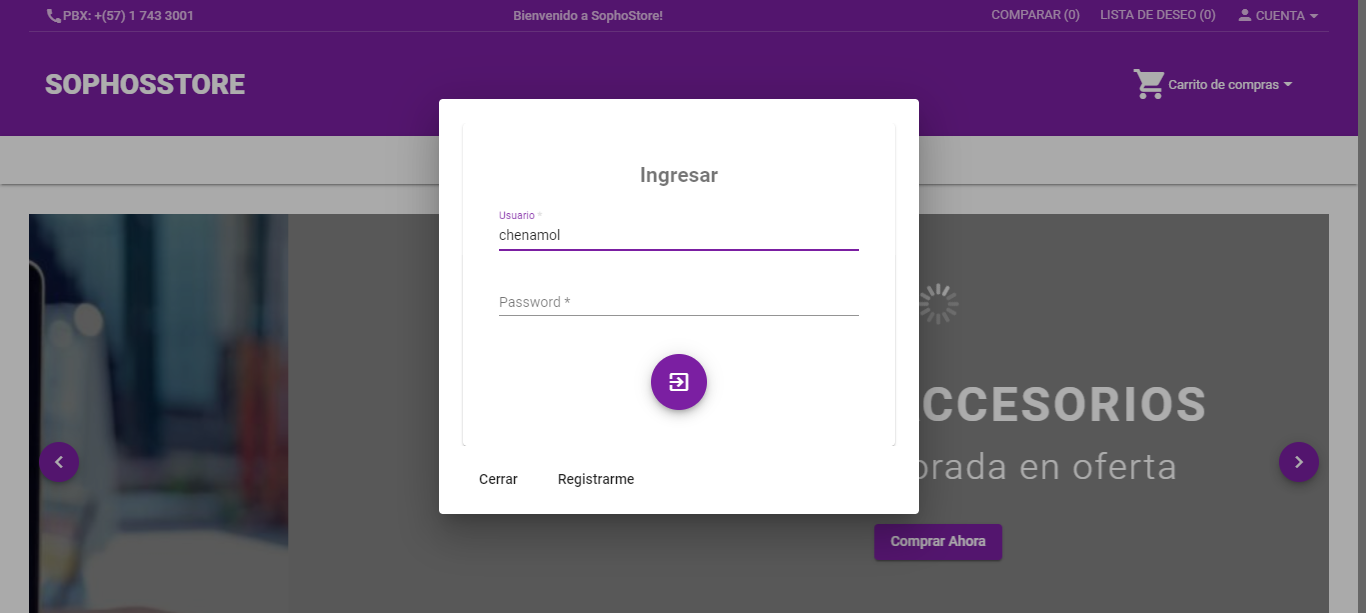 PBX: +(57) 1 743 3001
Bienvenido a SophoStore!
COMPARAR (0)
LISTA DE DESEO (0)
CUENTA
SOPHOSSTORE
Carrito de compras
Ingresar
Usuario *
chenamol
Password *
CCESORIOS
orada en oferta
Cerrar
Registrarme
Comprar Ahora